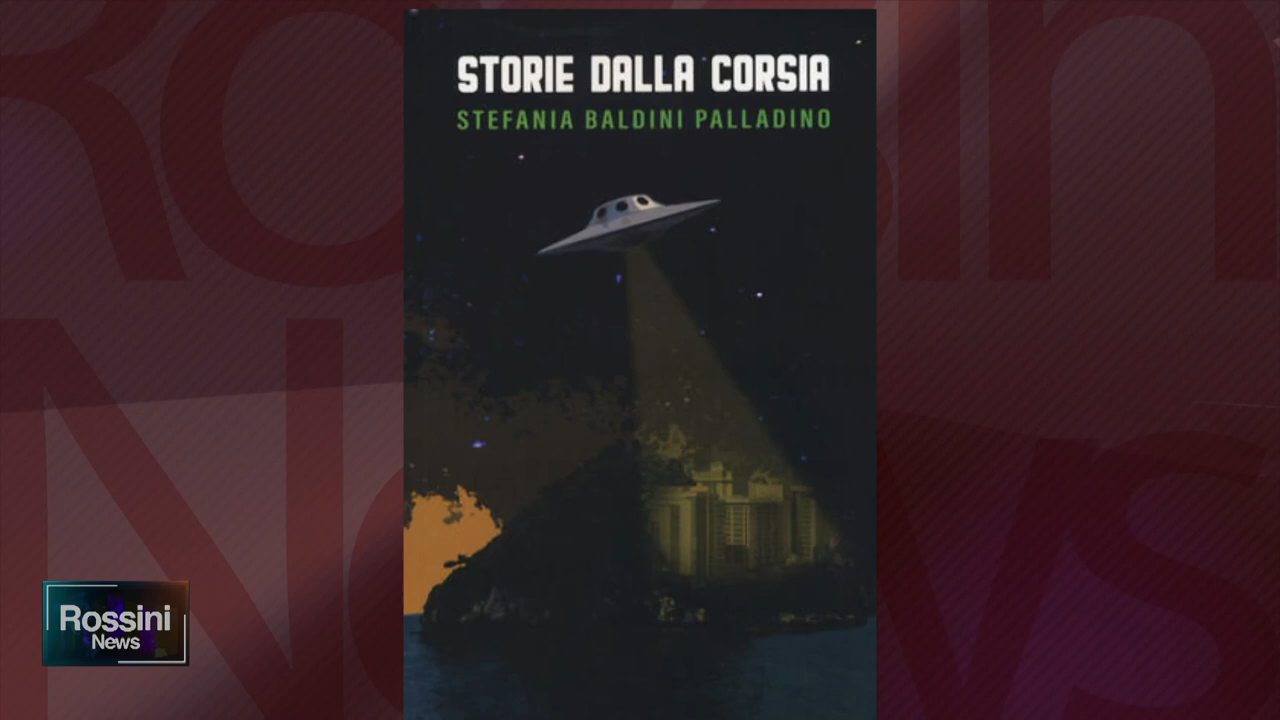 STORIE DALLA CORSIA
STEFANIA BALDINI PALLADINO
Rossini
News